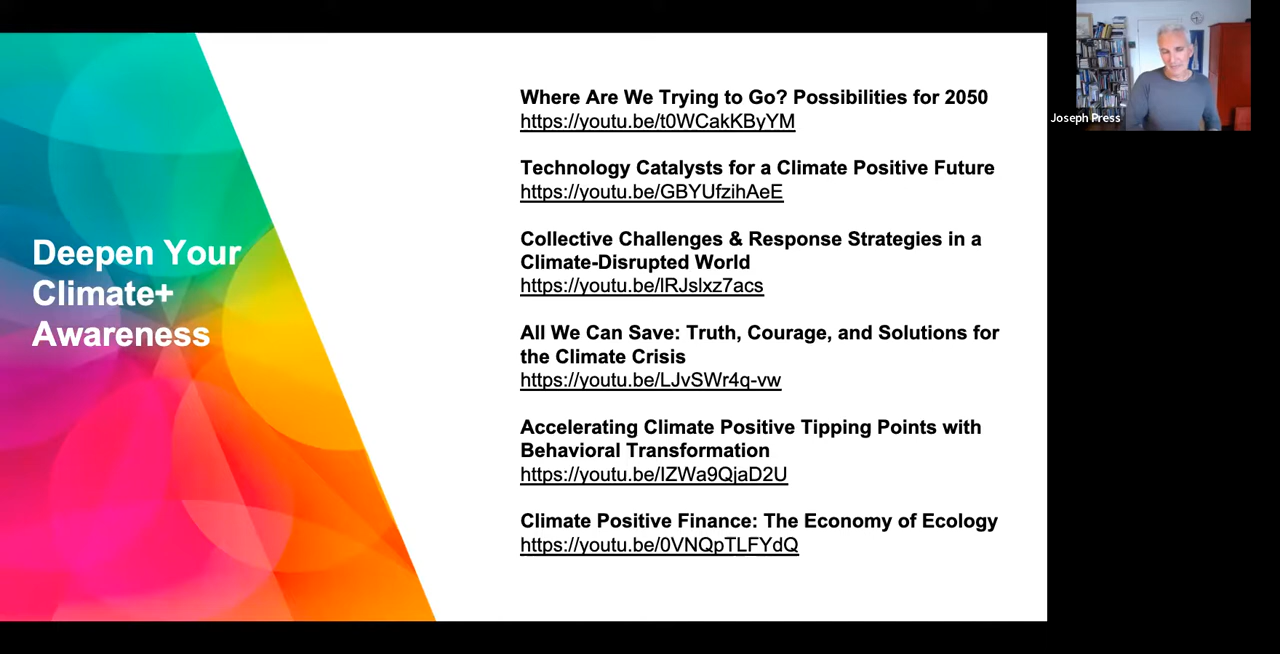 Deepen Your
Climate+
Awareness
Where Are We Trying to Go? Possibilities for 2050
https://youtu.be/t0WCakKByYM
Technology Catalysts for a Climate Positive Future
https://youtu.be/GBYUfzihAeE
Collective Challenges & Response Strategies in a
Climate-Disrupted World
https://youtu.be/lRJslxz7acs
All We Can Save: Truth, Courage, and Solutions for
the Climate Crisis
https://youtu.be/LJvSWr4q-vw
Accelerating Climate Positive Tipping Points with
Behavioral Transformation
https://youtu.be/IZWa9QjaD2U
Climate Positive Finance: The Economy of Ecology
https://youtu.be/0VNQpTLFYdQ
Joseph Press